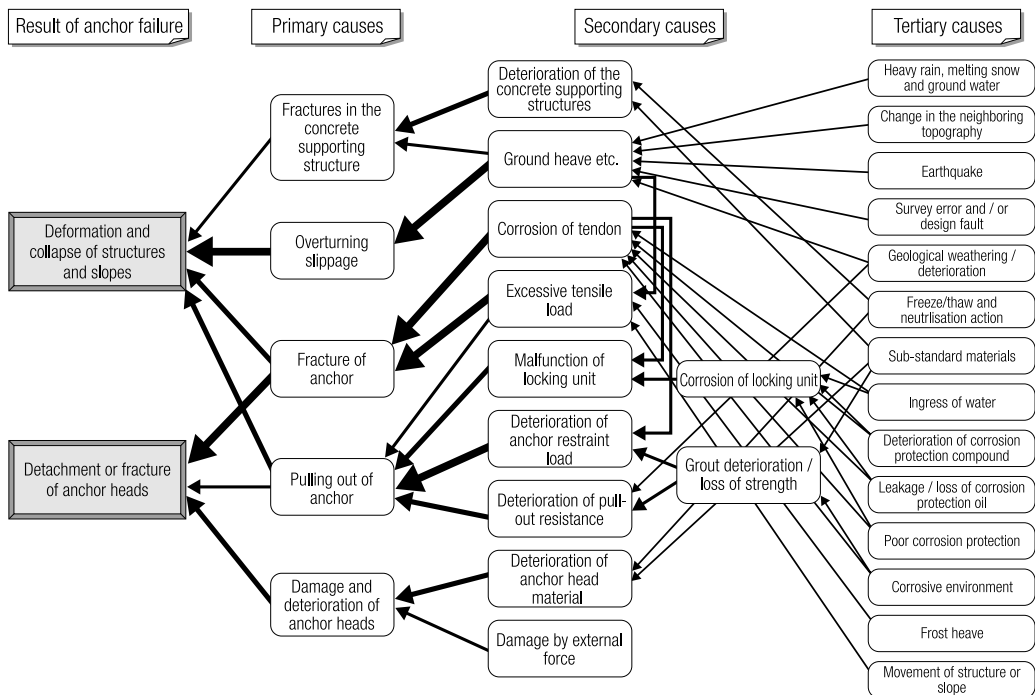 Result of anchor failure
Primary causes
Secondary causes
Tertiary causes
Deformation and
collapse of structures
and slopes
Detachment or fracture
of anchor heads
Fractures in the
concrete supporting
structure
Overturning
slippage
Fracture of
anchor
Pulling out of
anchor
Damage and
deterioration of
anchor heads
Deterioration of the
concrete supporting
structures
Ground heave etc.
Corrosion of tendon
Excessive tensile
load
Malfunction of
locking unit
Deterioration of
anchor restraint
load
Deterioration of pull-
out resistance
Deterioration of
anchor head
material
Damage by external
force
Corrosion of locking unit
Grout deterioration /
loss of strength
Heavy rain, melting snow
and ground water
Change in the neighboring
topography
Earthquake
Survey error and / or
design fault
Geological weathering /
deterioration
Freeze/thaw and
neutrlisation action
Sub-standard materials
Ingress of water
Deterioration of corrosion
protection compound
Leakage / loss of corrosion
protection oil
Poor corrosion protection
Corrosive environment
Frost heave
Movement of structure or
slope